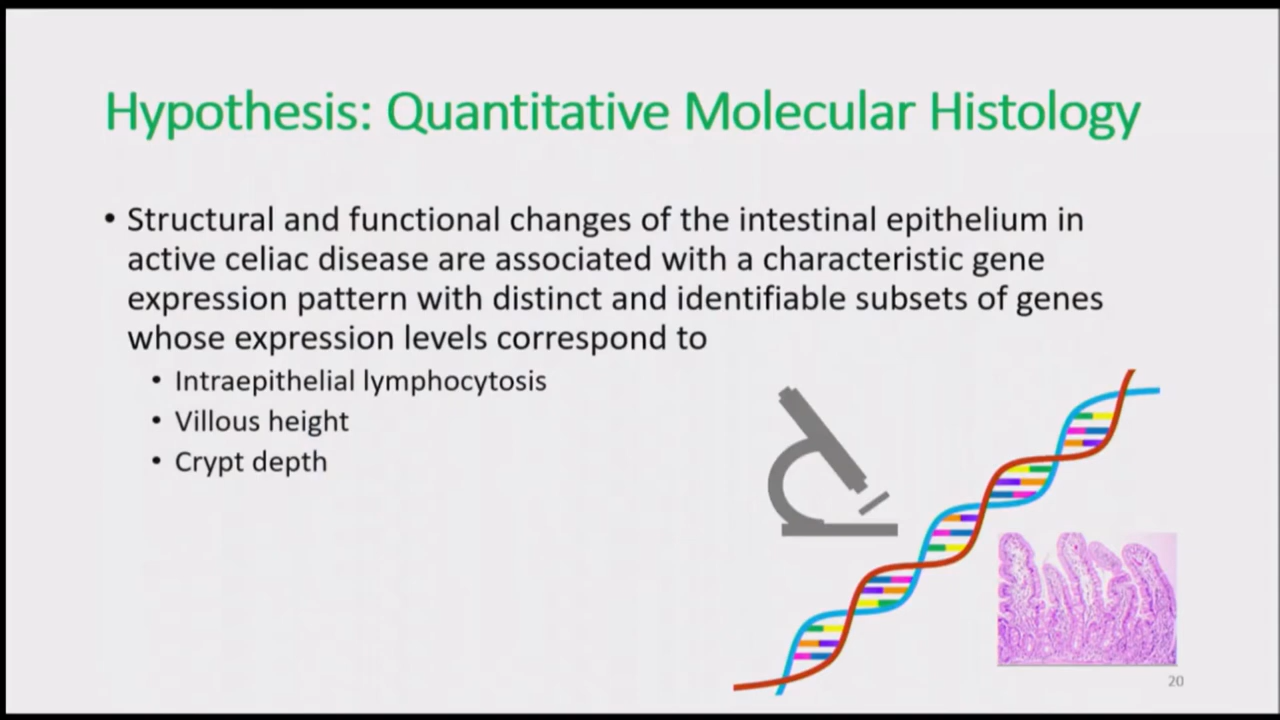 Hypothesis: Quantitative Molecular Histology
• Structural and functional changes of the intestinal epithelium in
active celiac disease are associated with a characteristic gene
expression pattern with distinct and identifiable subsets of genes
whose expression levels correspond to
• Intraepithelial lymphocytosis
• Villous height
• Crypt depth
20